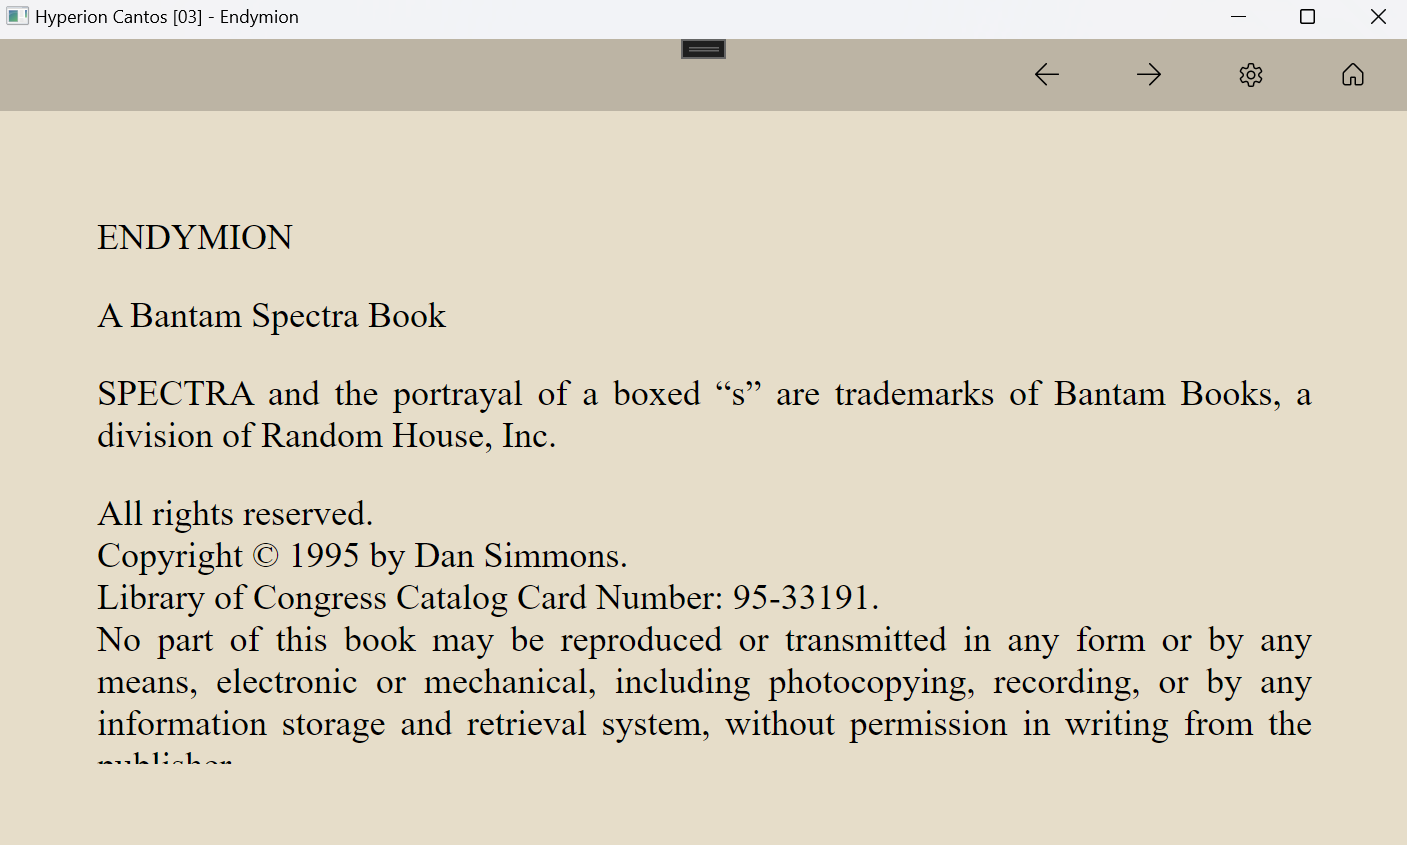 Hyperion Cantos [03] - Endymion
ENDYMION
A Bantam Spectra Book
SPECTRA and the portrayal of a boxed “s” are trademarks of Bantam Books, a
division of Random House, Inc.
All rights reserved.
Copyright © 1995 by Dan Simmons.
Library of Congress Catalog Card Number: 95-33191.
No part of this book may be reproduced or transmitted in any form or by any
means, electronic or mechanical, including photocopying, recording, or by any
information storage and retrieval system, without permission in writing from the
publisher